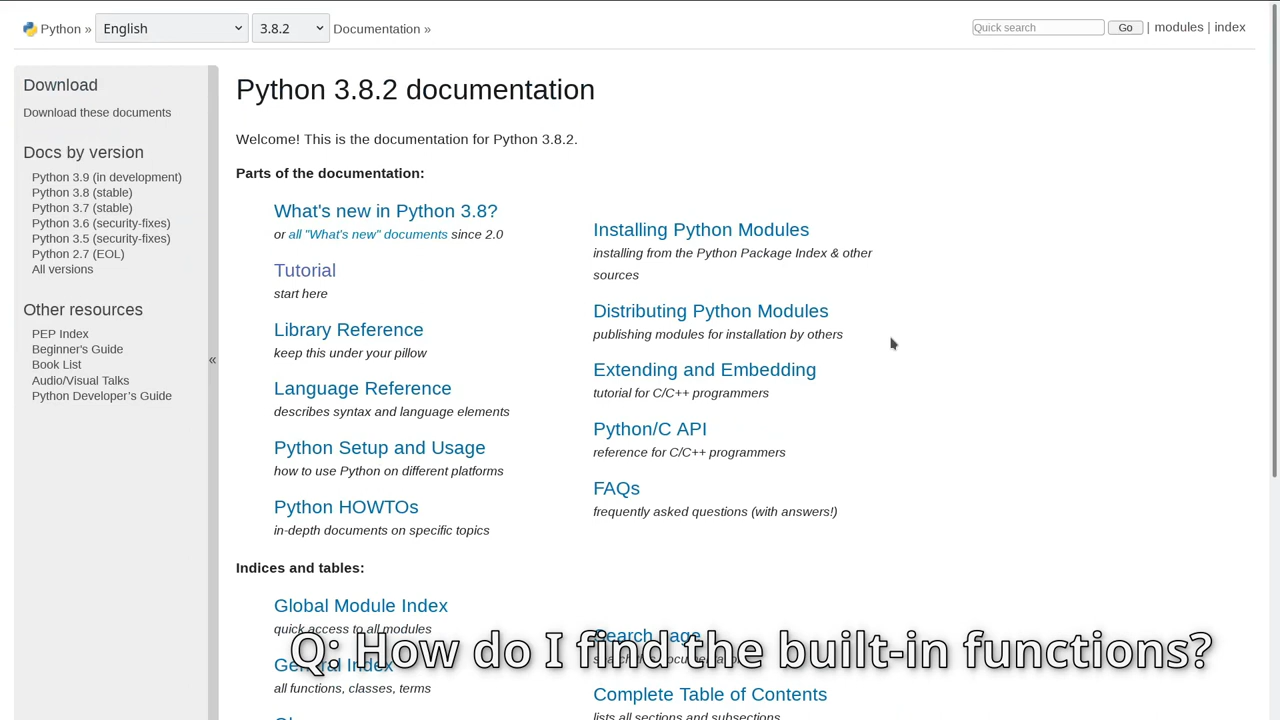 Python »
English
3.8.2
Documentation »
Quick search
Go
| modules | index
Download
Download these documents
Docs by version
Python 3.9 (in development)
Python 3.8 (stable)
Python 3.7 (stable)
Python 3.6 (security-fixes)
Python 3.5 (security-fixes)
Python 2.7 (EOL)
All versions
Other resources
PEP Index
Beginner's Guide
Book List
Audio/Visual Talks
Python Developer's Guide
«
Python 3.8.2 documentation
Welcome! This is the documentation for Python 3.8.2.
Parts of the documentation:
What's new in Python 3.8?
or all "What's new" documents since 2.0
Tutorial
start here
Library Reference
keep this under your pillow
Language Reference
describes syntax and language elements
Python Setup and Usage
how to use Python on different platforms
Python HOWTOs
in-depth documents on specific topics
Installing Python Modules
installing from the Python Package Index & other
sources
Distributing Python Modules
publishing modules for installation by others
Extending and Embedding
tutorial for C/C++ programmers
Python/C API
reference for C/C++ programmers
FAQs
frequently asked questions (with answers!)
Indices and tables:
Global Module Index
quick access to all modules
General Index
all functions, classes, terms
Search page
Complete Table of Contents
lists all sections and subsections
Q: How do I find the built-in functions?